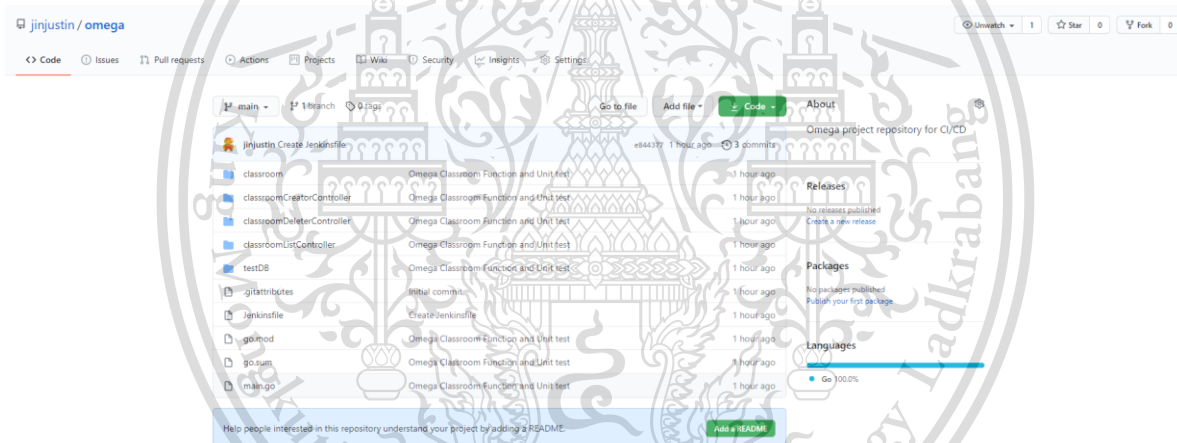 jinjustin / omega
Unwatch 1 Star 0 Fork 0
Code Issues Pull requests Actions Projects Wiki Security Insights Settings
main 1 branch 0 tags Go to file Add file Code
jinjustin Create Jenkinsfile e844377 1 hour ago 3 commits
classroom Omega Classroom Function and Unit test 1 hour ago
classroomCreatorController Omega Classroom Function and Unit test 1 hour ago
classroomDeleterController Omega Classroom Function and Unit test 1 hour ago
classroomListController Omega Classroom Function and Unit test 1 hour ago
testDB Omega Classroom Function and Unit test 1 hour ago
.gitattributes Initial commit 1 hour ago
Jenkinsfile Create Jenkinsfile 1 hour ago
go.mod Omega Classroom Function and Unit test 1 hour ago
go.sum Omega Classroom Function and Unit test 1 hour ago
main.go Omega Classroom Function and Unit test 1 hour ago
Help people interested in this repository understand your project by adding a README. Add a README
About
Omega project repository for CI/CD
Releases
No releases published
Create a new release
Packages
No packages published
Publish your first package
Languages
Go 100.0%
Ladkrabang